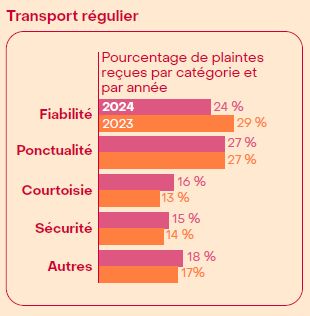 Transport régulier
Pourcentage de plaintes
reçues par catégorie et
par année
Fiabilité
2024
24 %
2023
29 %
Ponctualité
27 %
27 %
Courtoisie
16 %
13 %
Sécurité
15 %
14 %
Autres
18 %
17%